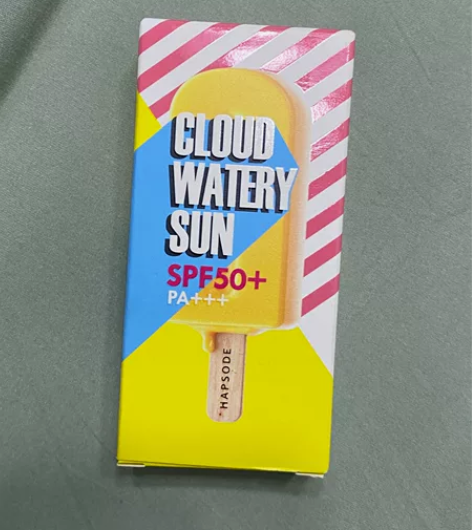 CLOUD
WATERY
SUN
SPF50+
PA+++
HAPSODE